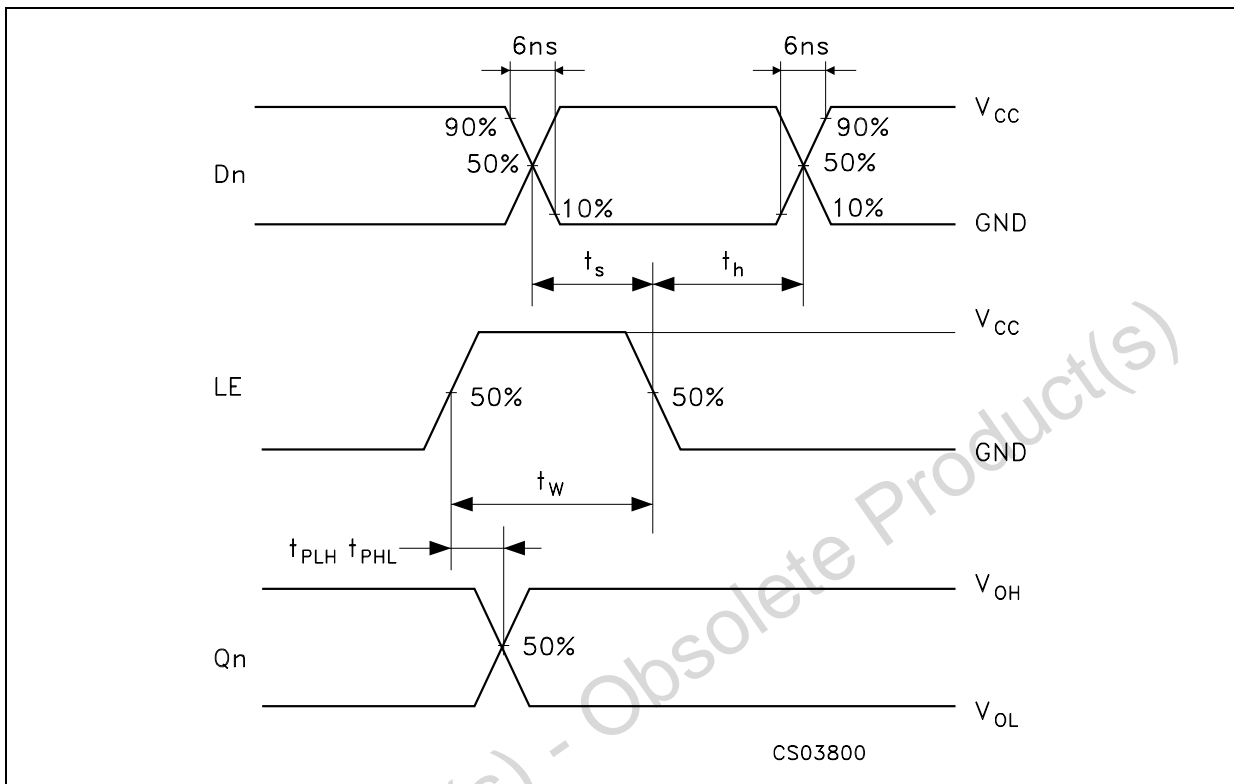 6ns 6ns
90% 90% V_CC
Dn 50% 50%
10% 10% GND
t_s t_h
V_CC
LE 50% 50%
GND
t_W
t_PLH t_PHL
V_OH
Qn 50%
V_OL
CS03800
(s) - Obsolete Product(s)